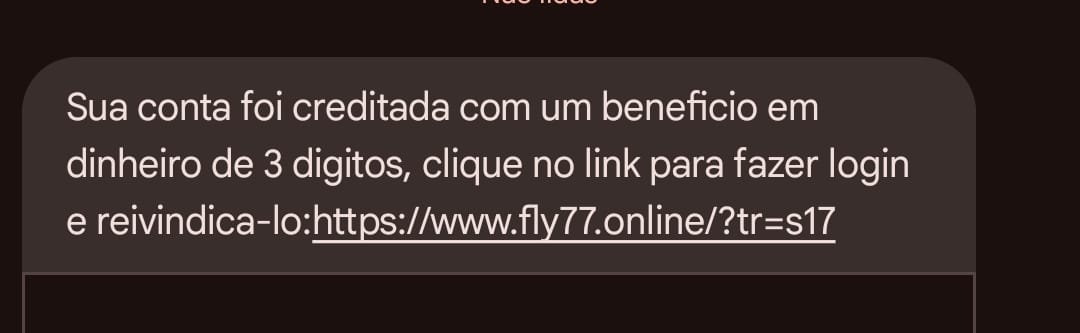 Sua conta foi creditada com um beneficio em
dinheiro de 3 digitos, clique no link para fazer login
e reivindica-lo:https://www.fly77.online/?tr=s17